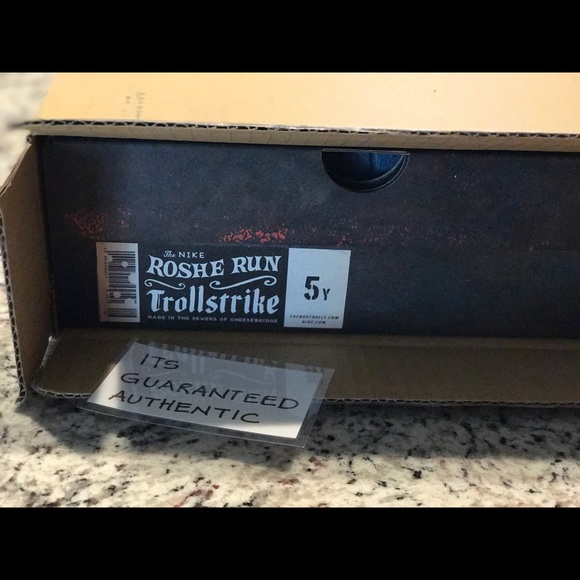 The NIKE
ROSHE RUN
Trollstrike
MADE IN THE SEWERS OF CHEESEBRIDGE
5Y
THEBOXTROLLS.COM
NIKE.COM
ITS
GUARANTEED
AUTHENTIC